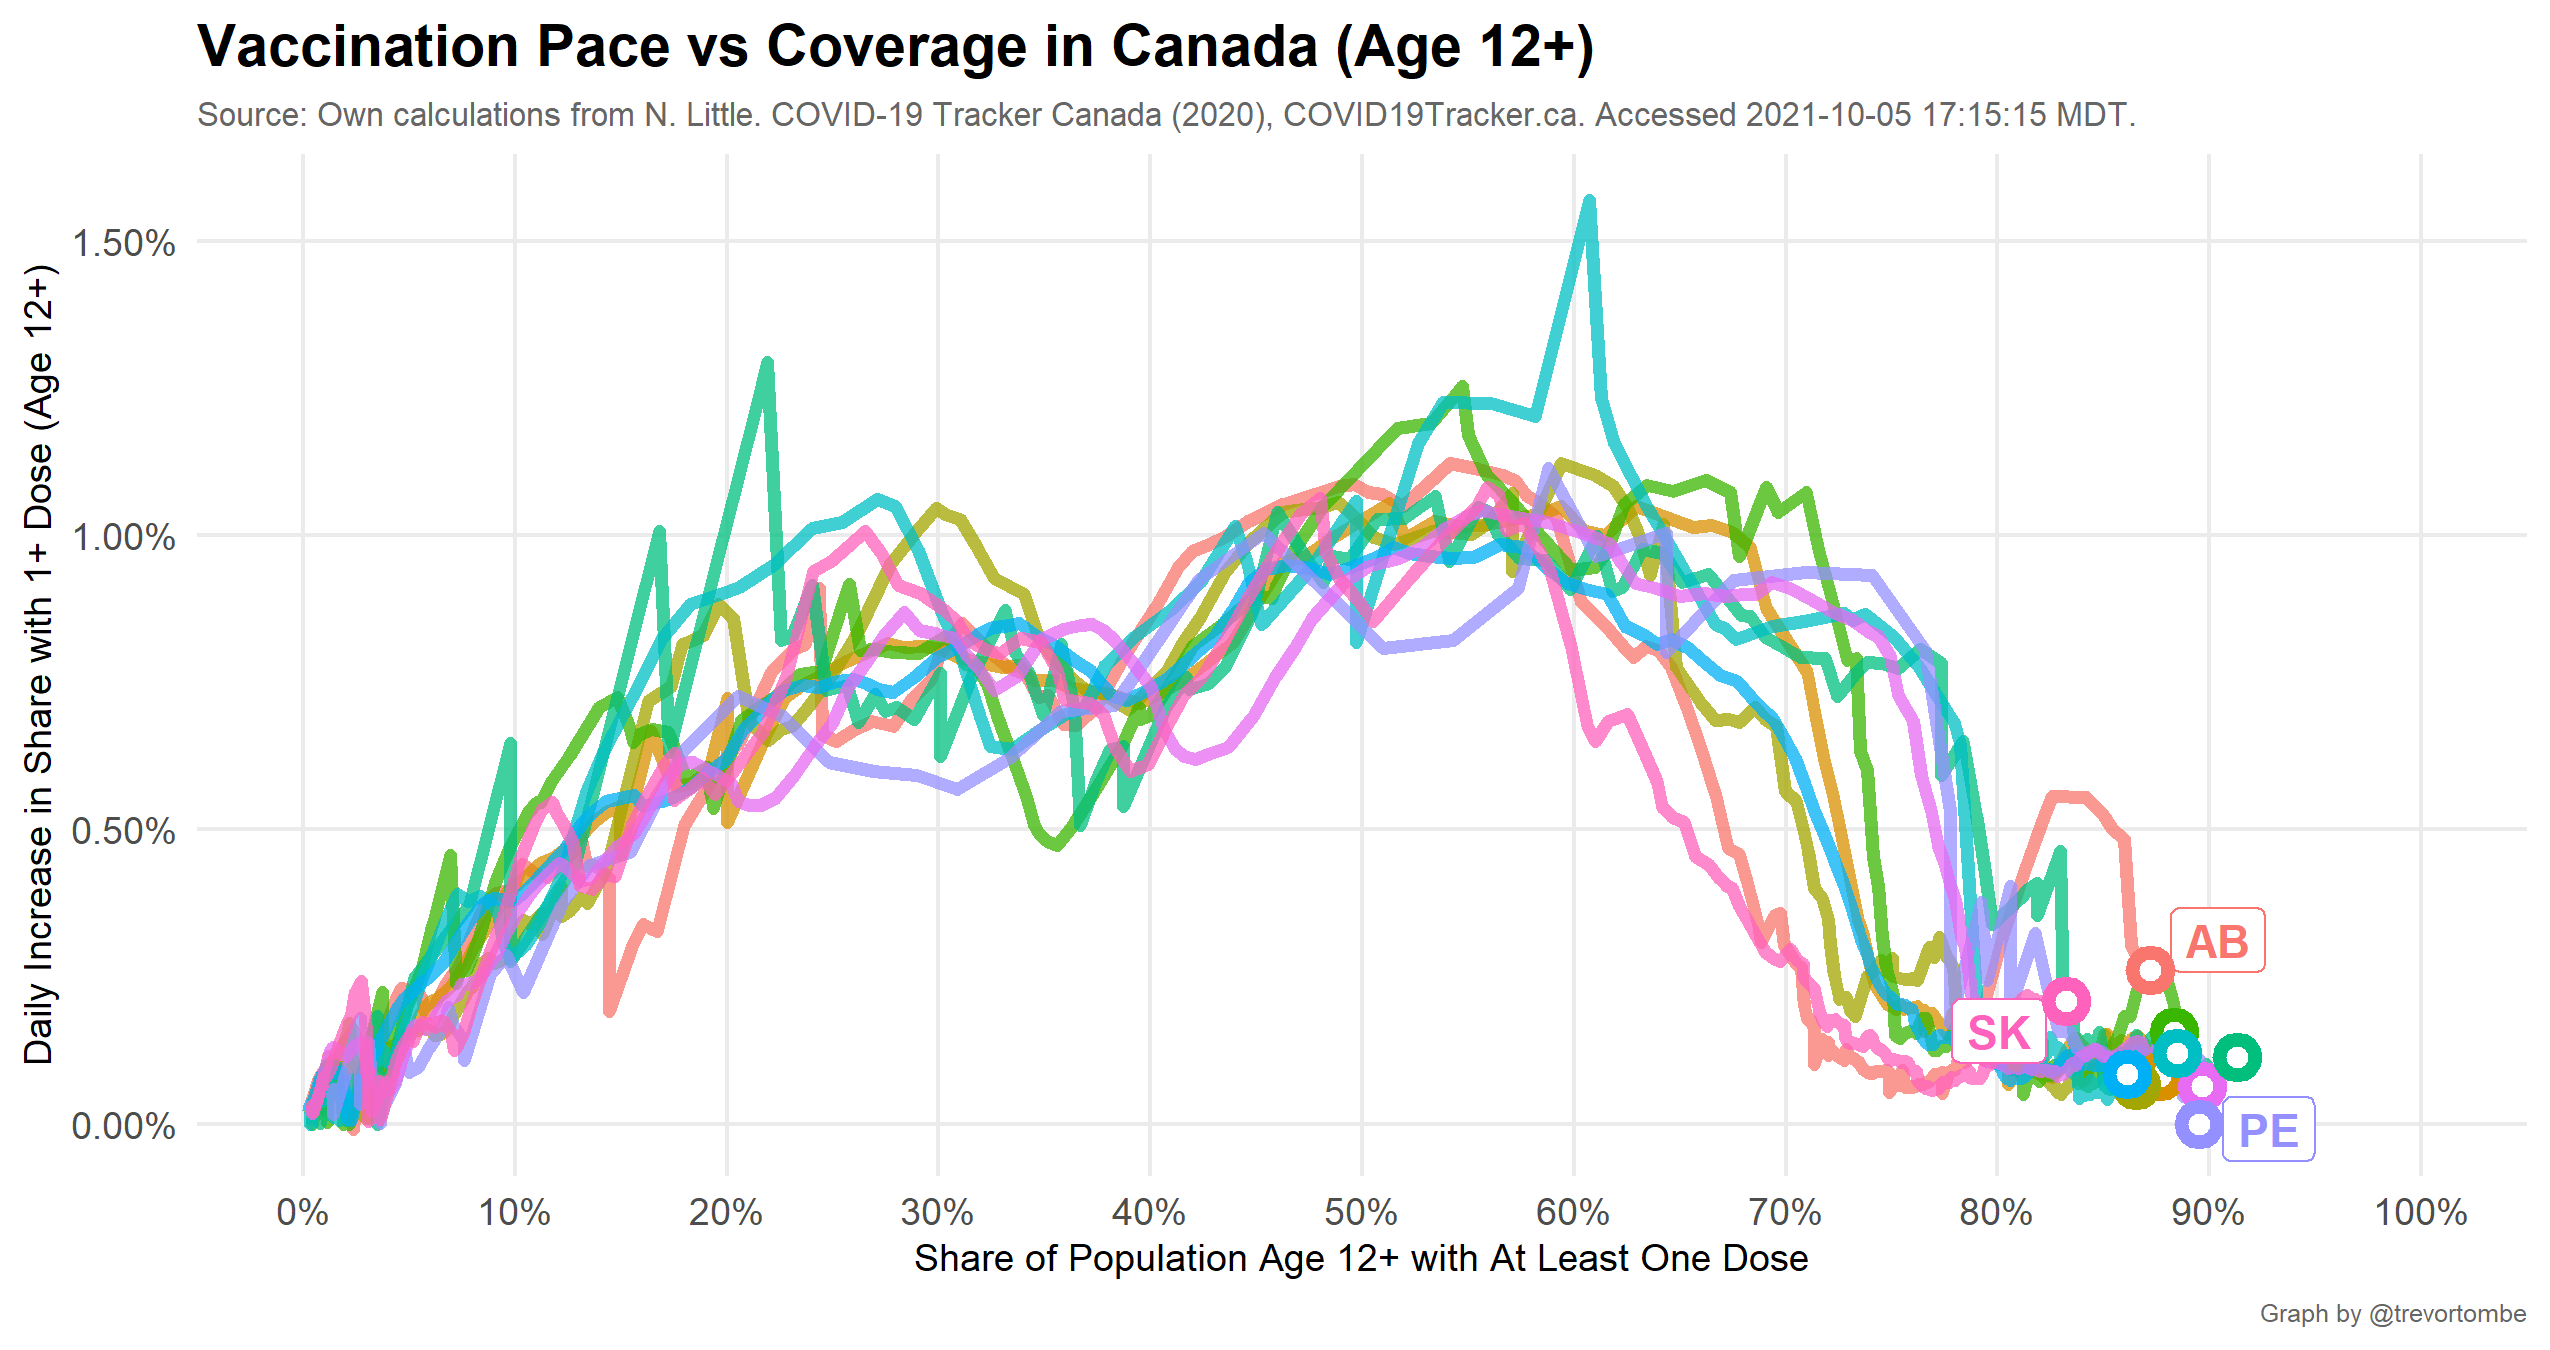 Vaccination Pace vs Coverage in Canada (Age 12+)
Source: Own calculations from N. Little. COVID-19 Tracker Canada (2020), COVID19Tracker.ca. Accessed 2021-10-05 17:15:15 MDT.
Daily Increase in Share with 1+ Dose (Age 12+)
1.50%
1.00%
0.50%
0.00%
AB
SK
PE
0% 10% 20% 30% 40% 50% 60% 70% 80% 90% 100%
Share of Population Age 12+ with At Least One Dose
Graph by @trevortombe